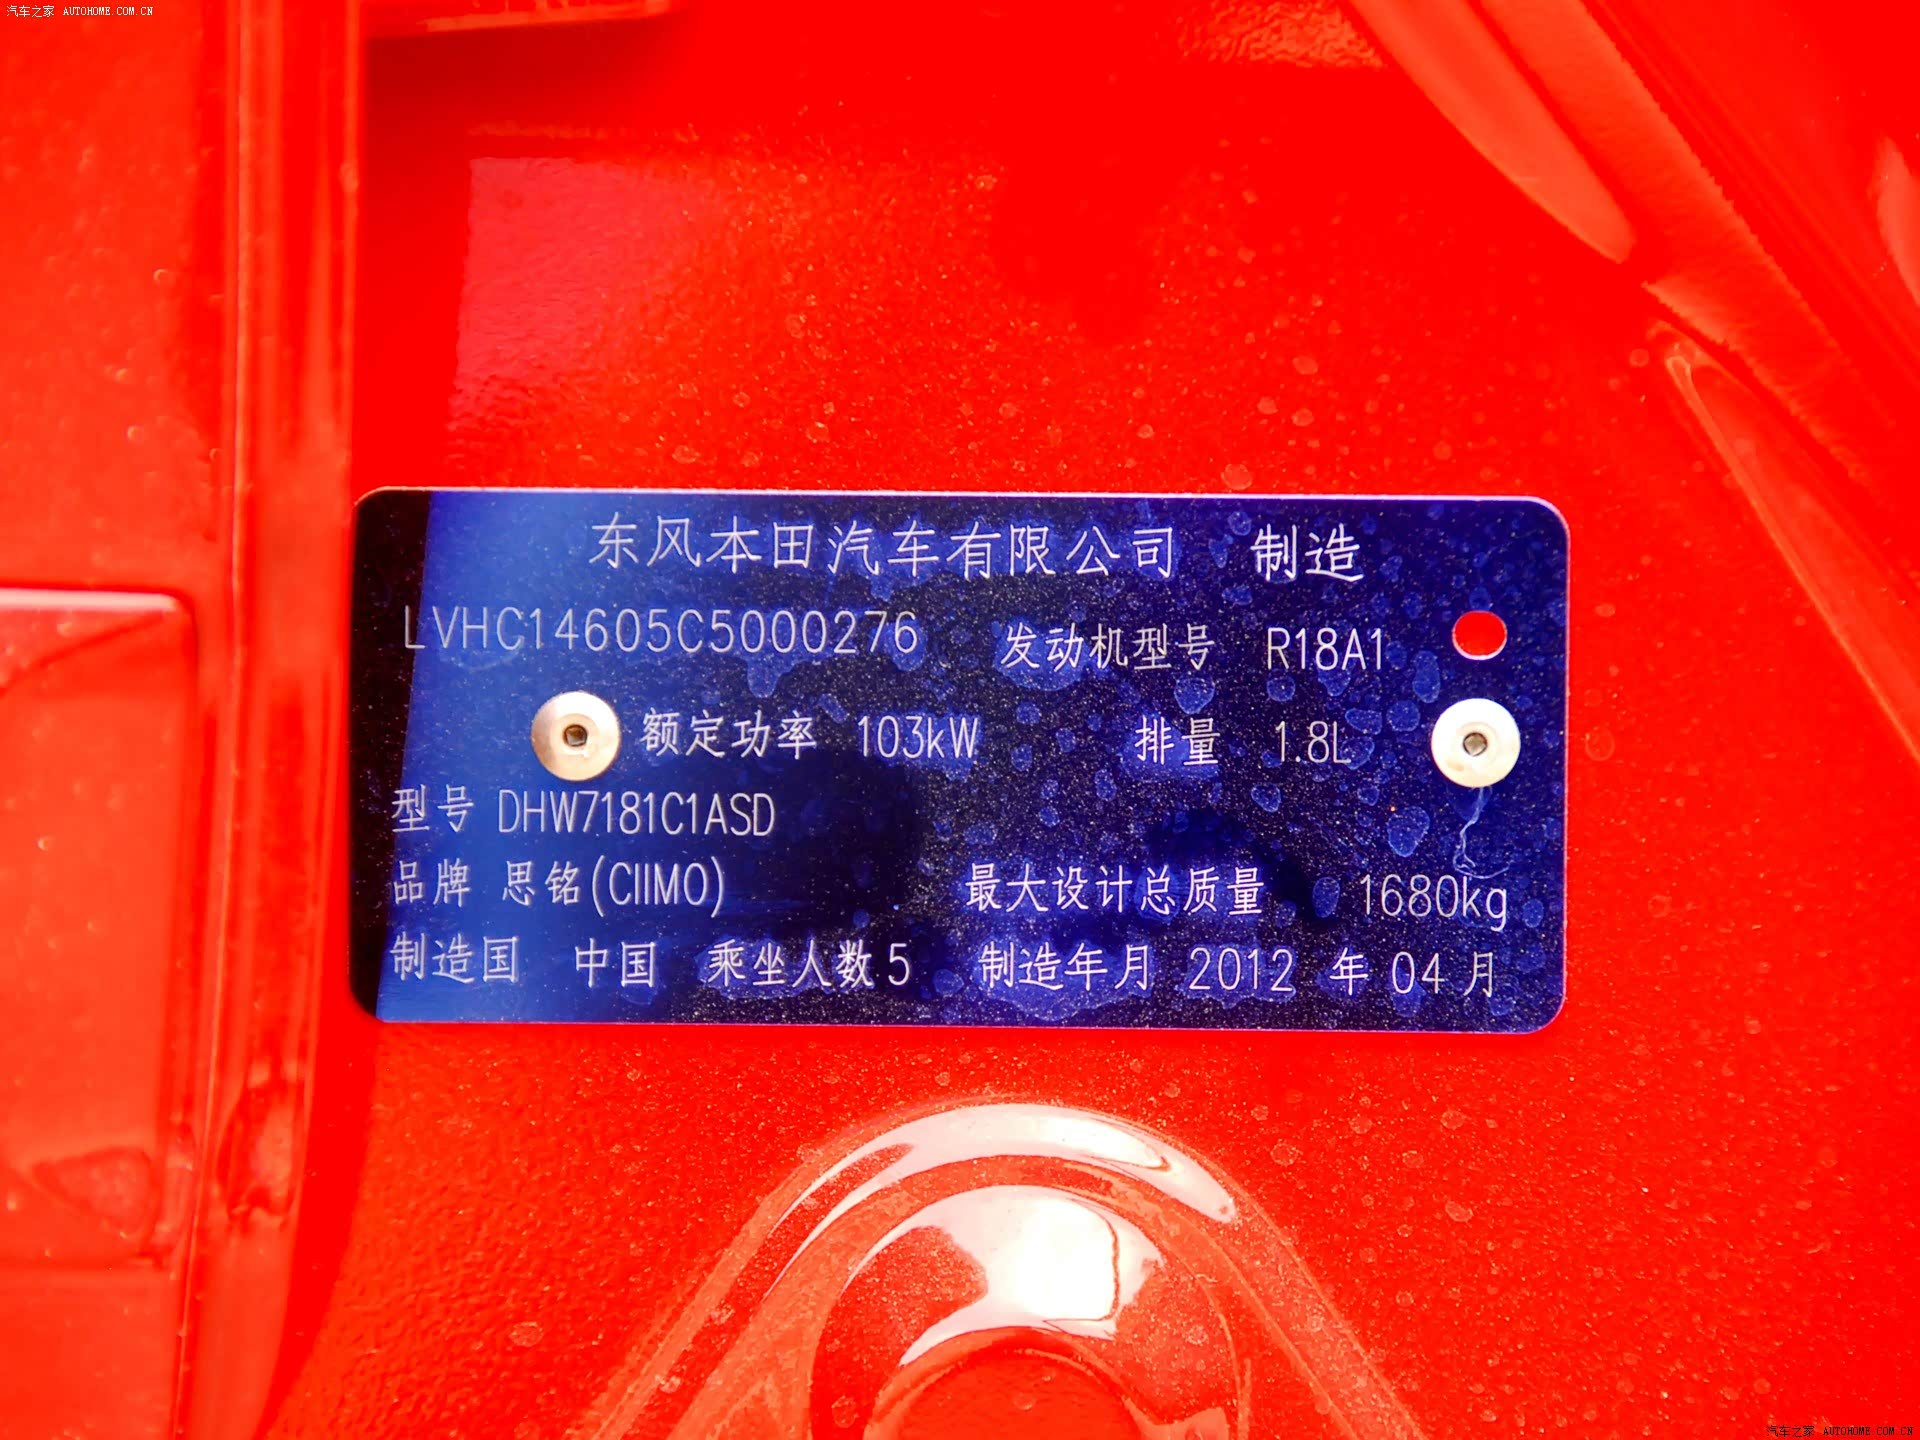 汽车之家 AUTOHOME.COM.CN
东风本田汽车有限公司 制造
LVHC14605C5000276 发动机型号 R18A1
额定功率 103kW 排量 1.8L
型号 DHW7181C1ASD
品牌 思铭(CIIMO) 最大设计总质量 1680kg
制造国 中国 乘坐人数5 制造年月 2012 年 04 月
汽车之家 AUTOHOME.COM.CN